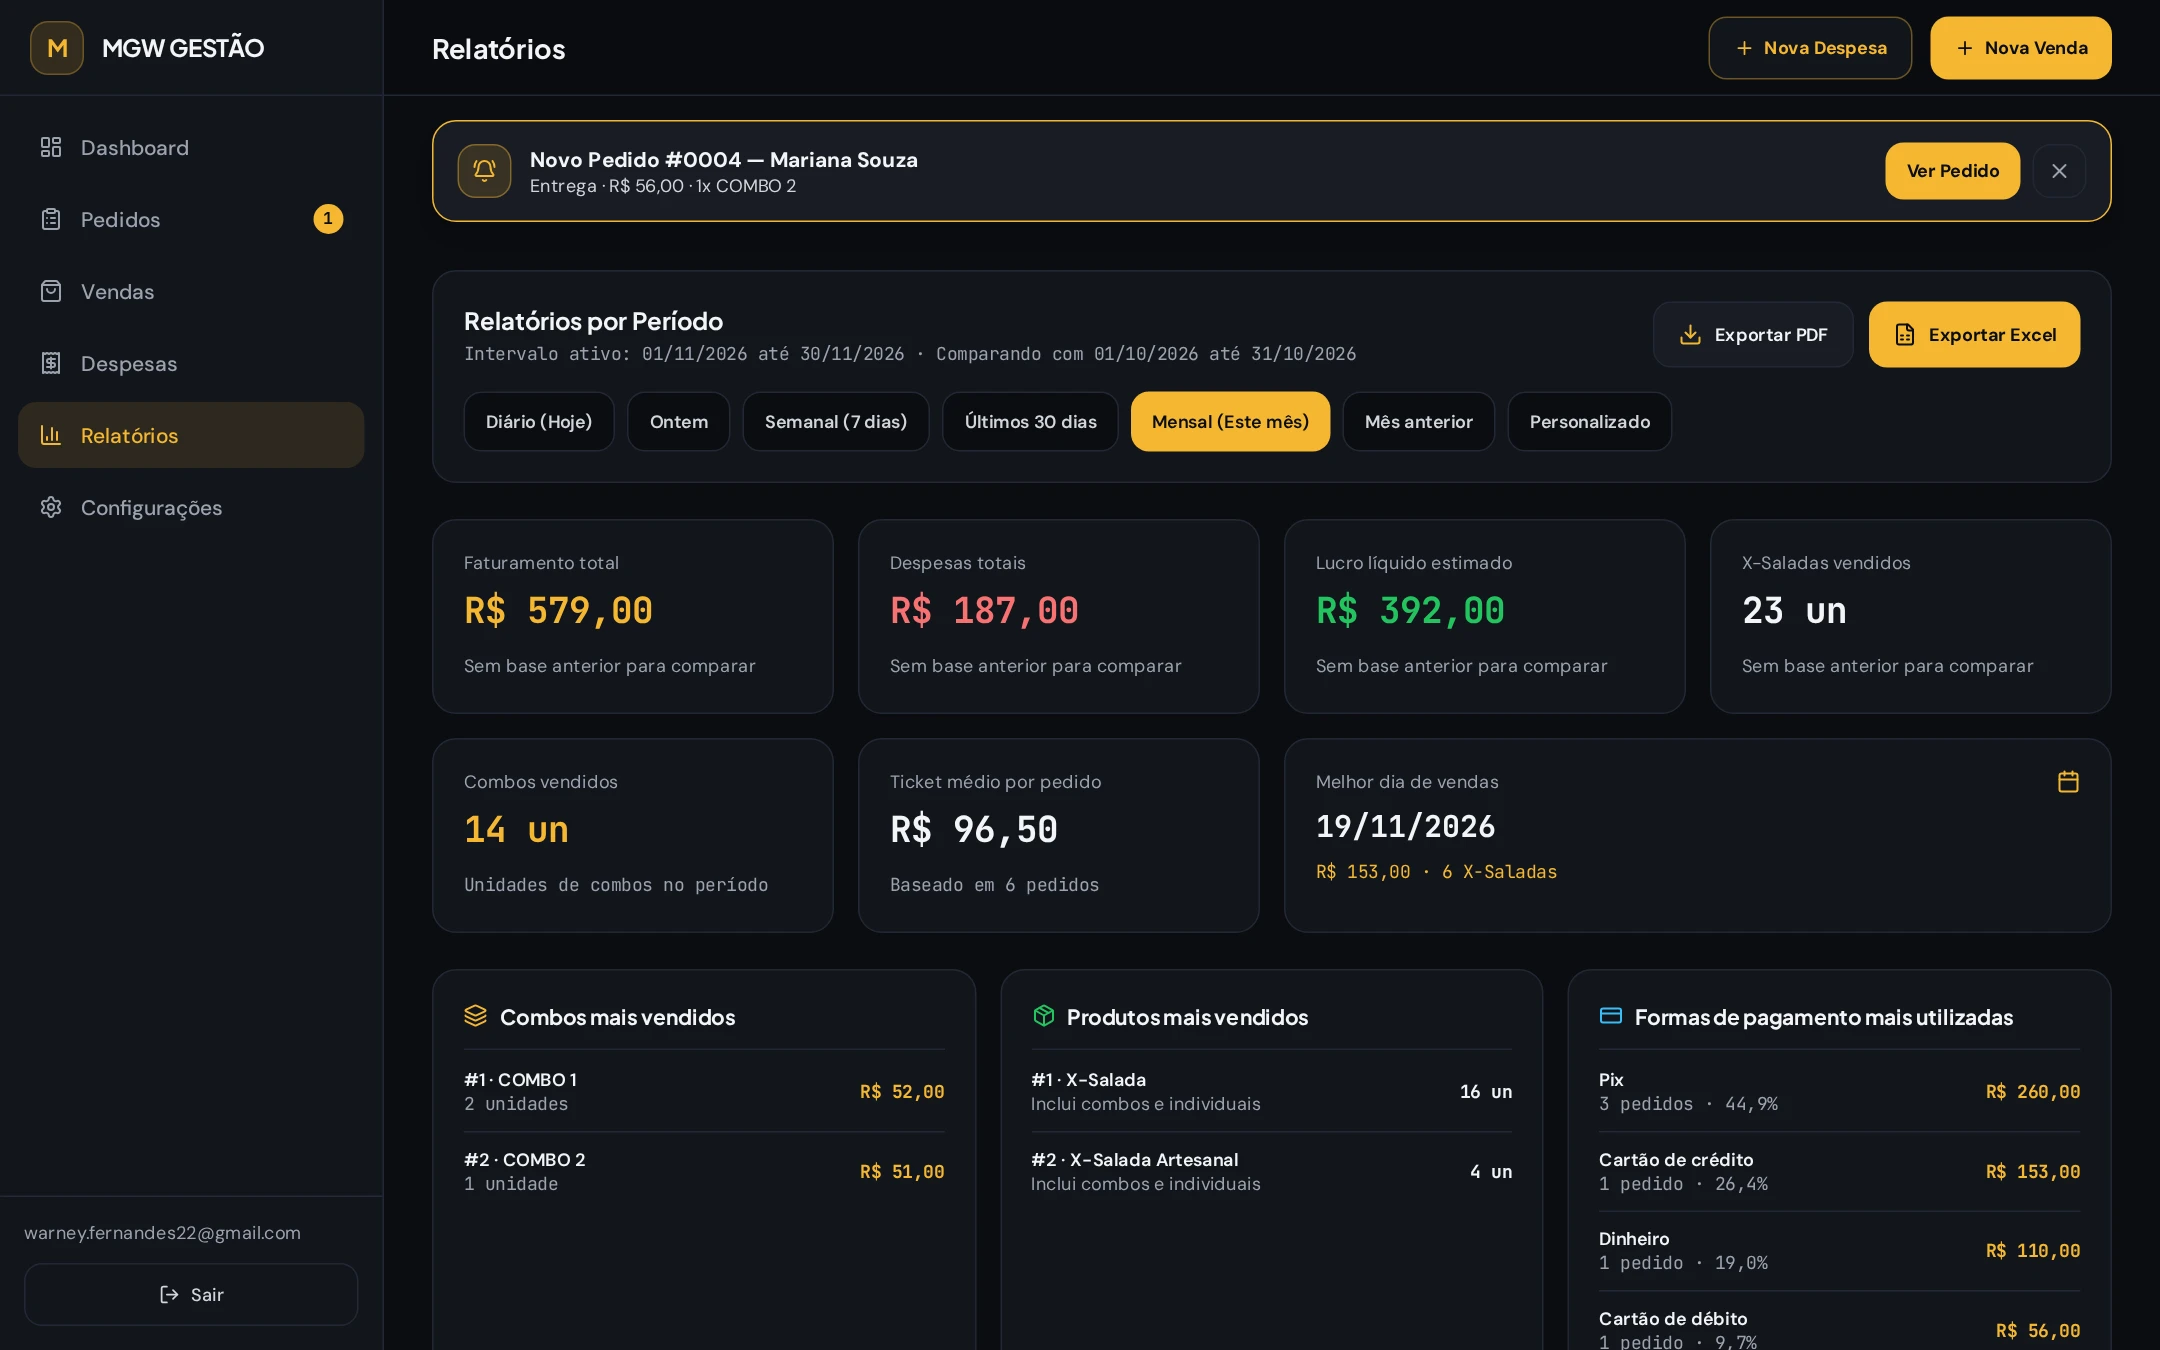 M MGW GESTÃO
Dashboard
Pedidos 1
Vendas
Despesas
Relatórios
Configurações
warney.fernandes22@gmail.com
Sair
Relatórios
+ Nova Despesa
+ Nova Venda
Novo Pedido #0004 — Mariana Souza
Entrega · R$ 56,00 · 1x COMBO 2
Ver Pedido
Relatórios por Período
Intervalo ativo: 01/11/2026 até 30/11/2026 · Comparando com 01/10/2026 até 31/10/2026
Exportar PDF
Exportar Excel
Diário (Hoje)
Ontem
Semanal (7 dias)
Últimos 30 dias
Mensal (Este mês)
Mês anterior
Personalizado
Faturamento total
R$ 579,00
Sem base anterior para comparar
Despesas totais
R$ 187,00
Sem base anterior para comparar
Lucro líquido estimado
R$ 392,00
Sem base anterior para comparar
X-Saladas vendidos
23 un
Sem base anterior para comparar
Combos vendidos
14 un
Unidades de combos no período
Ticket médio por pedido
R$ 96,50
Baseado em 6 pedidos
Melhor dia de vendas
19/11/2026
R$ 153,00 · 6 X-Saladas
Combos mais vendidos
#1 · COMBO 1
2 unidades
R$ 52,00
#2 · COMBO 2
1 unidade
R$ 51,00
Produtos mais vendidos
#1 · X-Salada
Inclui combos e individuais
16 un
#2 · X-Salada Artesanal
Inclui combos e individuais
4 un
Formas de pagamento mais utilizadas
Pix
3 pedidos · 44,9%
R$ 260,00
Cartão de crédito
1 pedido · 26,4%
R$ 153,00
Dinheiro
1 pedido · 19,0%
R$ 110,00
Cartão de débito
1 pedido · 9,7%
R$ 56,00